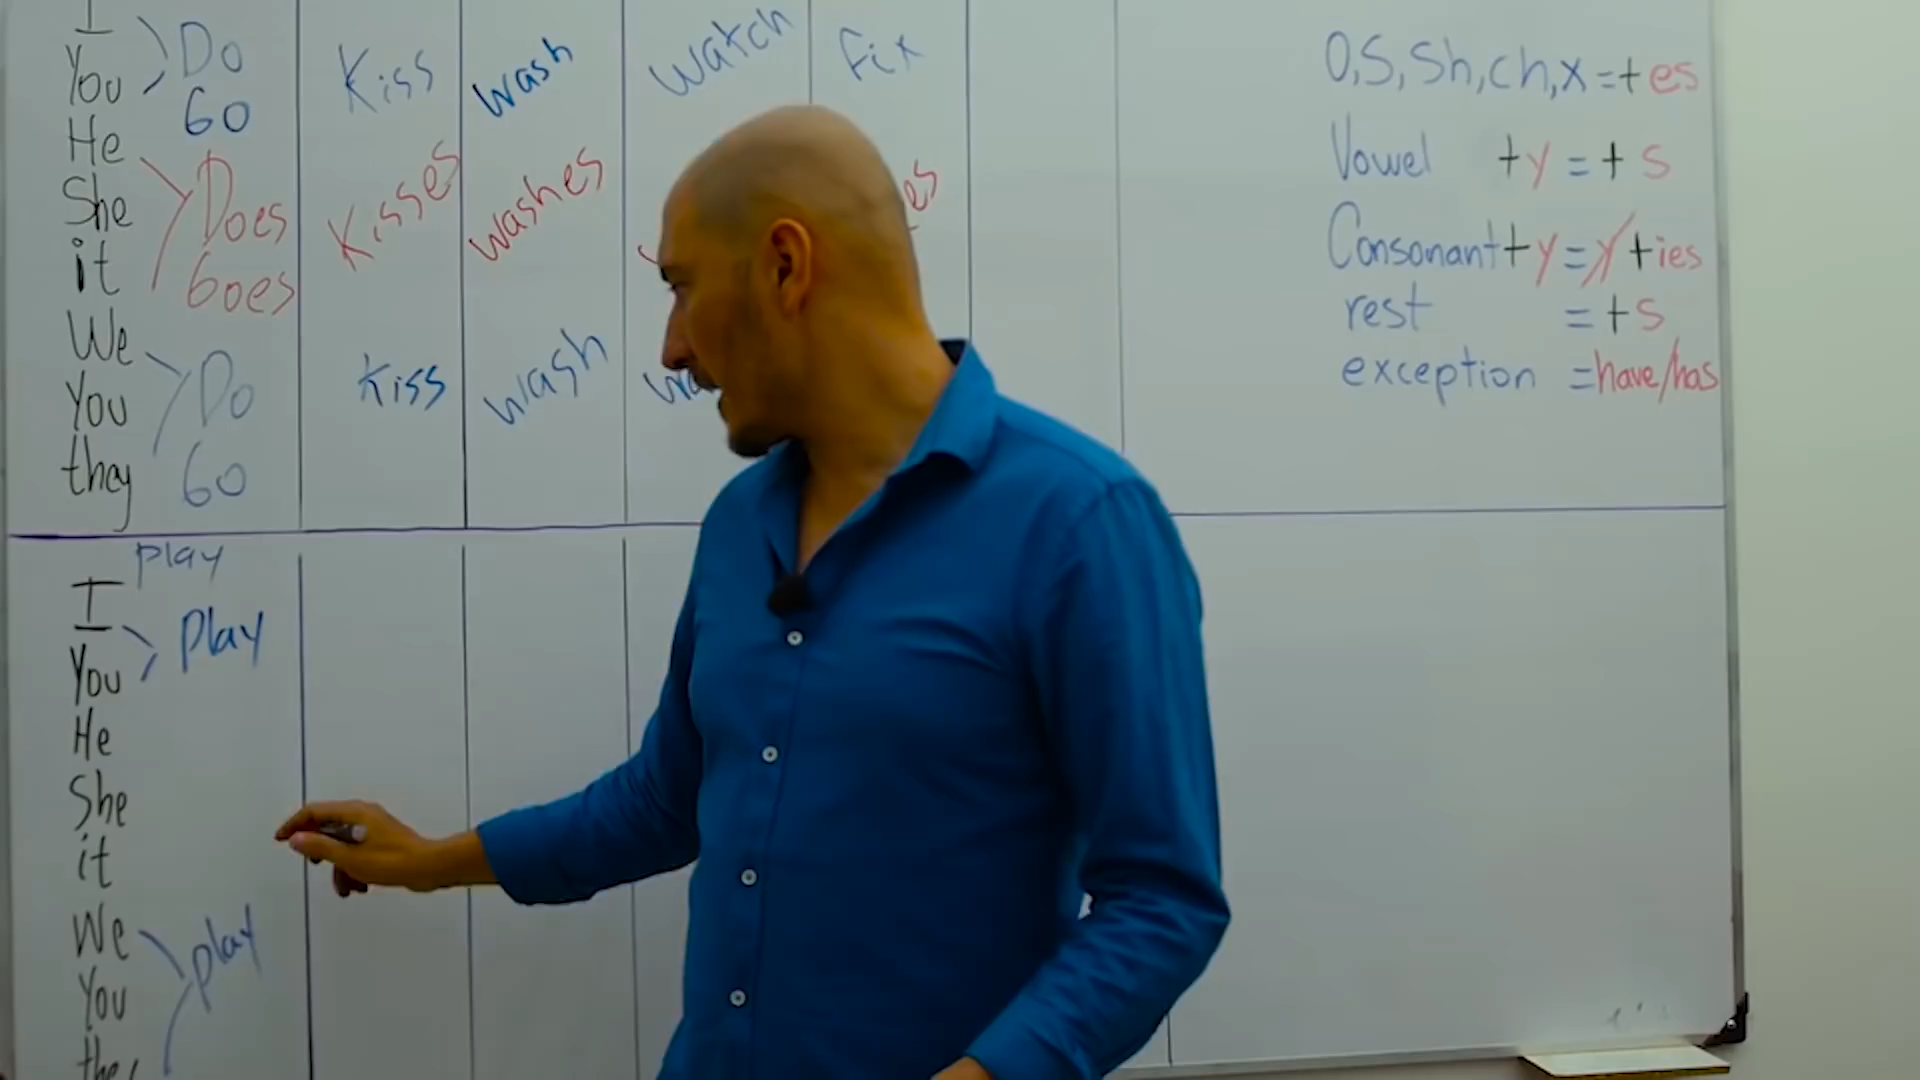 I
You Do
Go
He
She Does
it Goes
We
You Do
they Go
Kiss wash watch fix
Kisses washes es
Kiss wash
O, S, Sh, ch, x = + es
Vowel + y = + s
Consonant + y = y + ies
rest = + s
exception = have/has
play
I
You play
He
She
it
We
You play